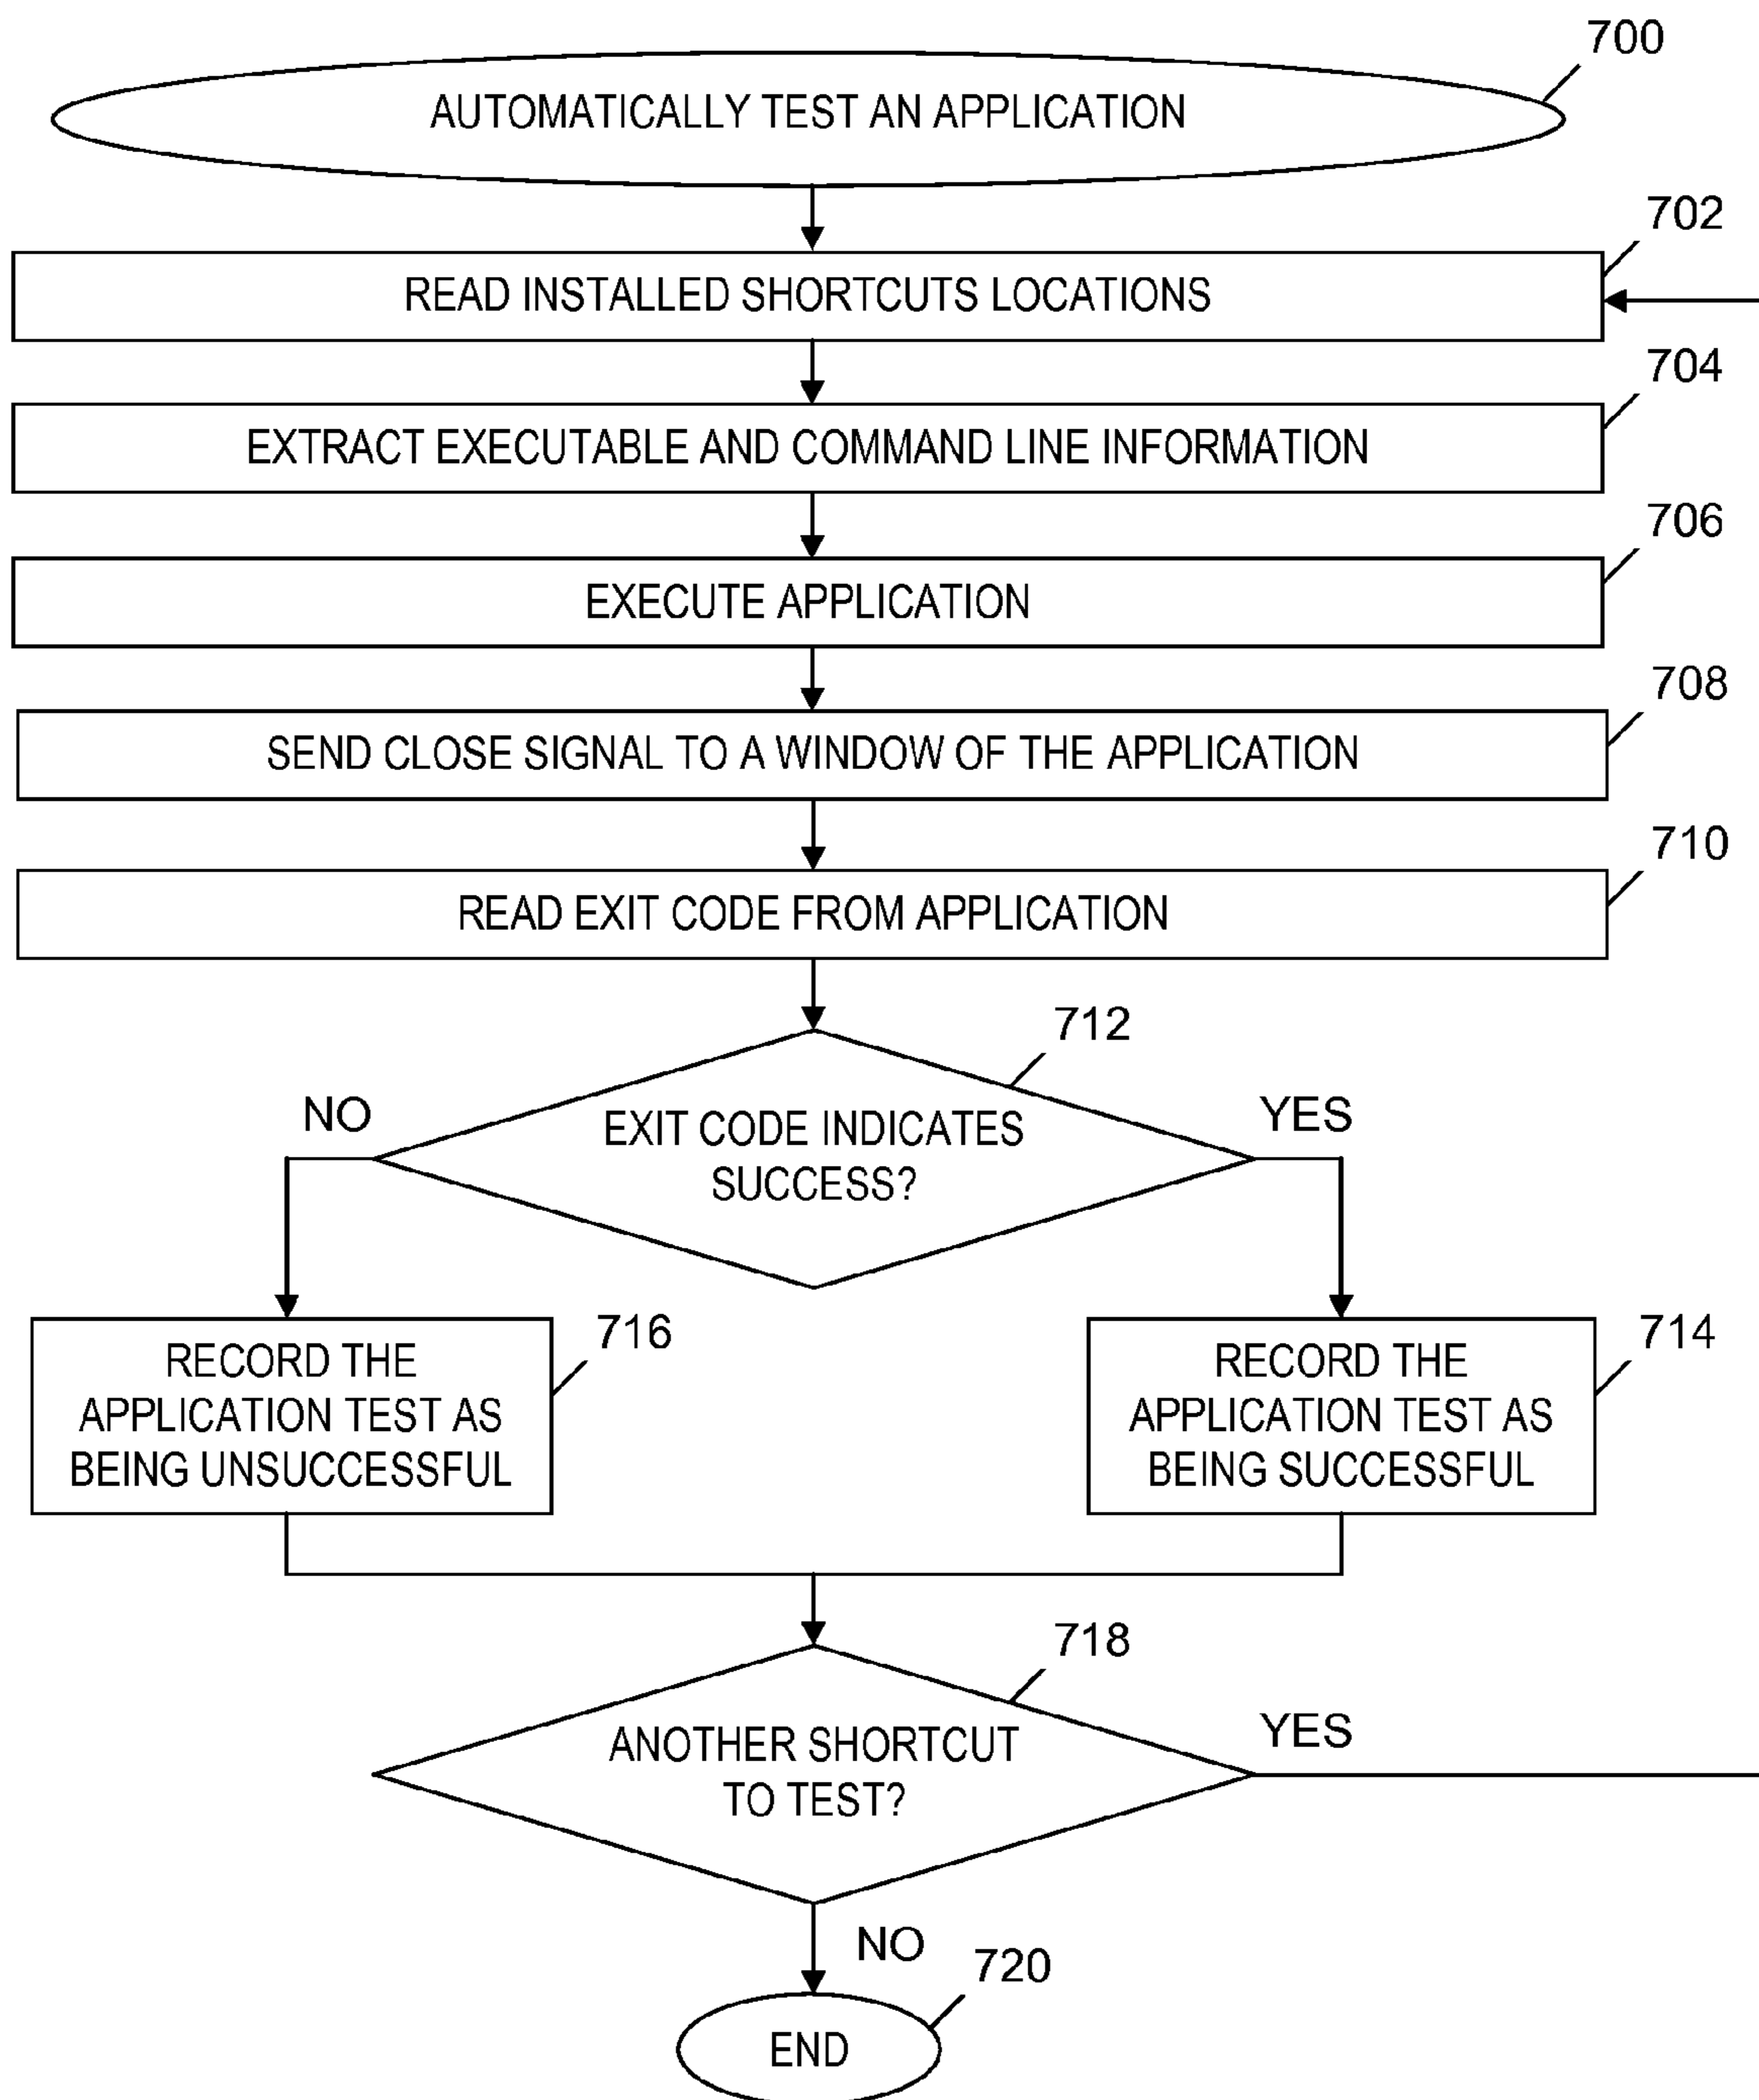 700
AUTOMATICALLY TEST AN APPLICATION
702
READ INSTALLED SHORTCUTS LOCATIONS
704
EXTRACT EXECUTABLE AND COMMAND LINE INFORMATION
706
EXECUTE APPLICATION
708
SEND CLOSE SIGNAL TO A WINDOW OF THE APPLICATION
710
READ EXIT CODE FROM APPLICATION
712
NO
YES
EXIT CODE INDICATES
SUCCESS?
716
RECORD THE
APPLICATION TEST AS
BEING UNSUCCESSFUL
714
RECORD THE
APPLICATION TEST AS
BEING SUCCESSFUL
718
YES
ANOTHER SHORTCUT
TO TEST?
NO
720
END